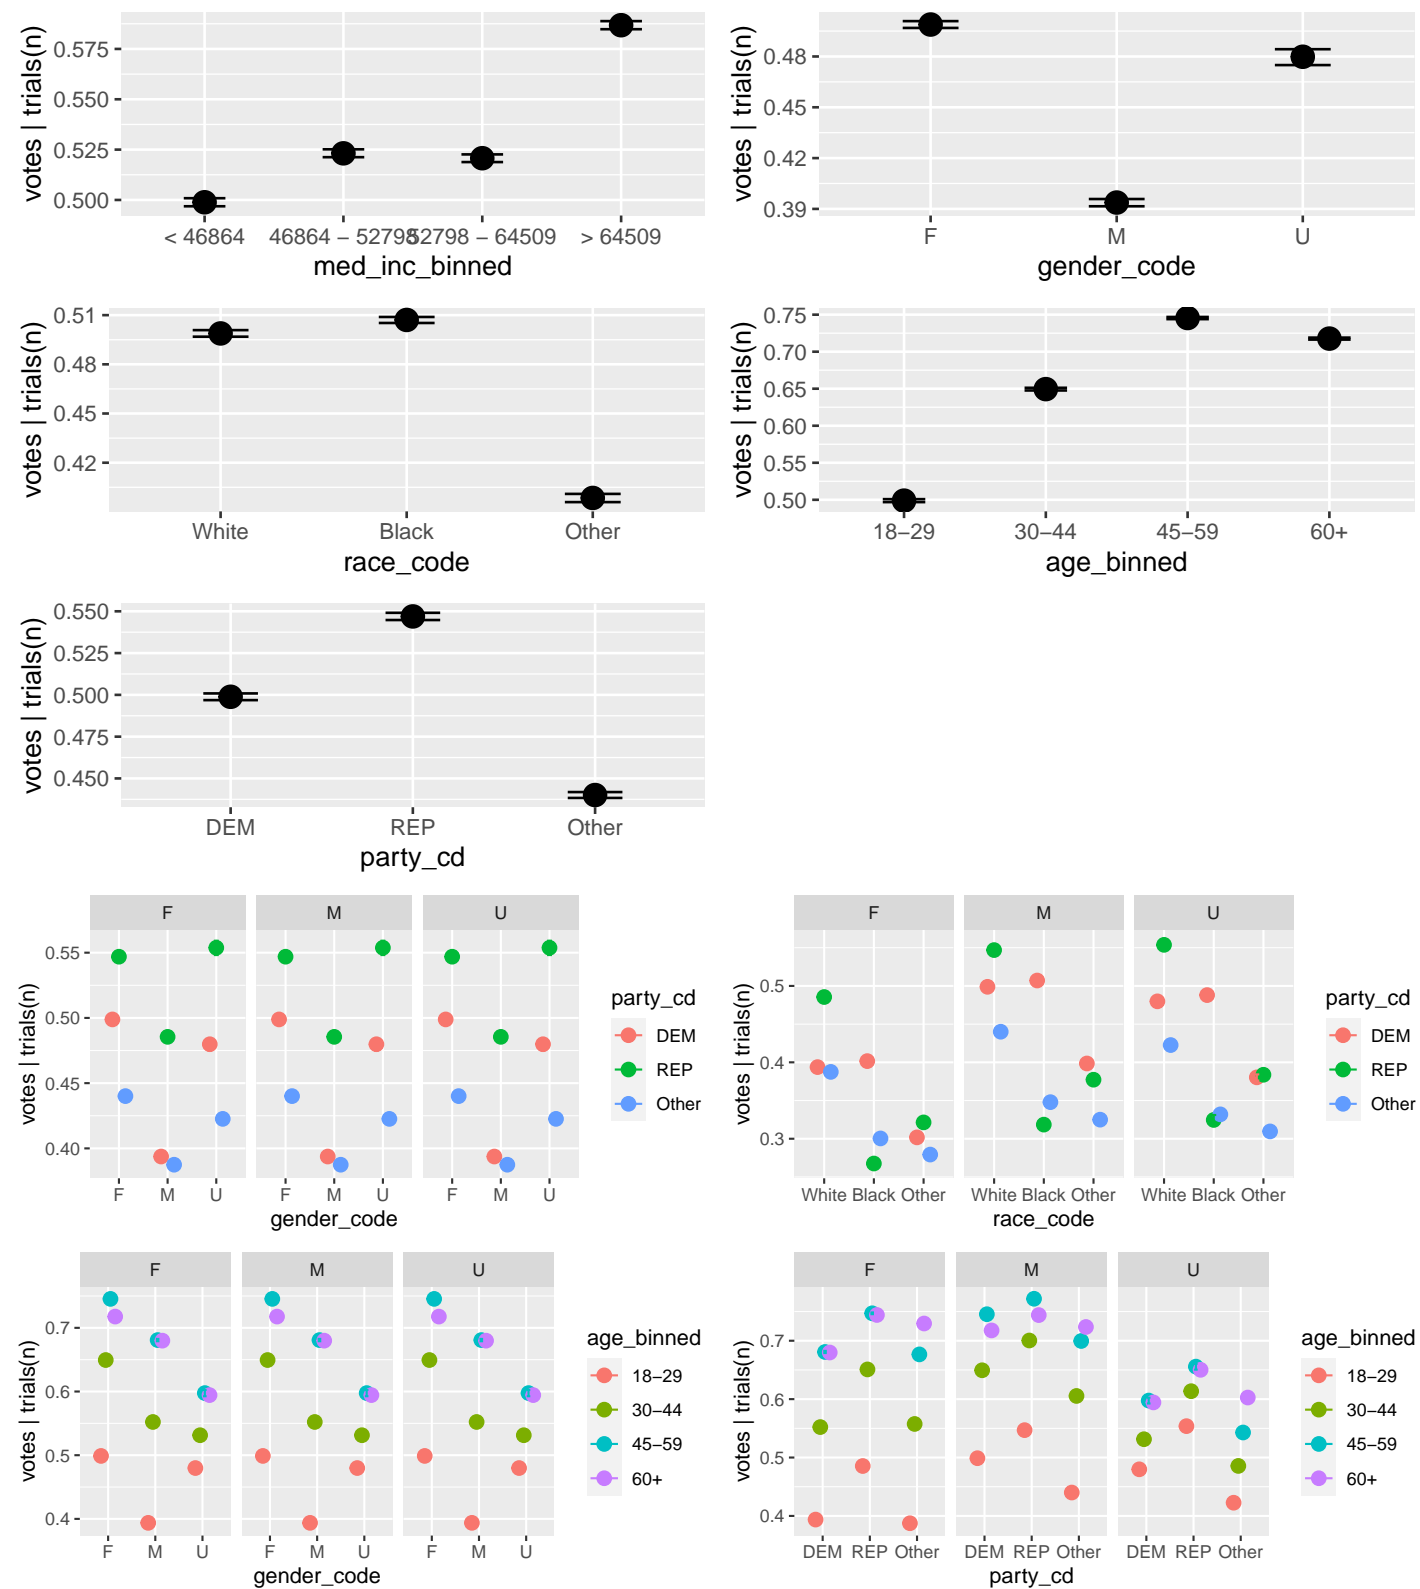 votes | trials(n)
0.575
0.550
0.525
0.500
< 46864
46864 – 52798
52798 – 64509
> 64509
med_inc_binned
votes | trials(n)
0.48
0.45
0.42
0.39
F
M
U
gender_code
votes | trials(n)
0.51
0.48
0.45
0.42
White
Black
Other
race_code
votes | trials(n)
0.75
0.70
0.65
0.60
0.55
0.50
18–29
30–44
45–59
60+
age_binned
votes | trials(n)
0.550
0.525
0.500
0.475
0.450
DEM
REP
Other
party_cd
F
M
U
votes | trials(n)
0.55
0.50
0.45
0.40
F M U
F M U
F M U
gender_code
party_cd
DEM
REP
Other
F
M
U
votes | trials(n)
0.5
0.4
0.3
White Black Other
White Black Other
White Black Other
race_code
party_cd
DEM
REP
Other
F
M
U
votes | trials(n)
0.7
0.6
0.5
0.4
F M U
F M U
F M U
gender_code
age_binned
18–29
30–44
45–59
60+
F
M
U
votes | trials(n)
0.7
0.6
0.5
0.4
DEM REP Other
DEM REP Other
DEM REP Other
party_cd
age_binned
18–29
30–44
45–59
60+